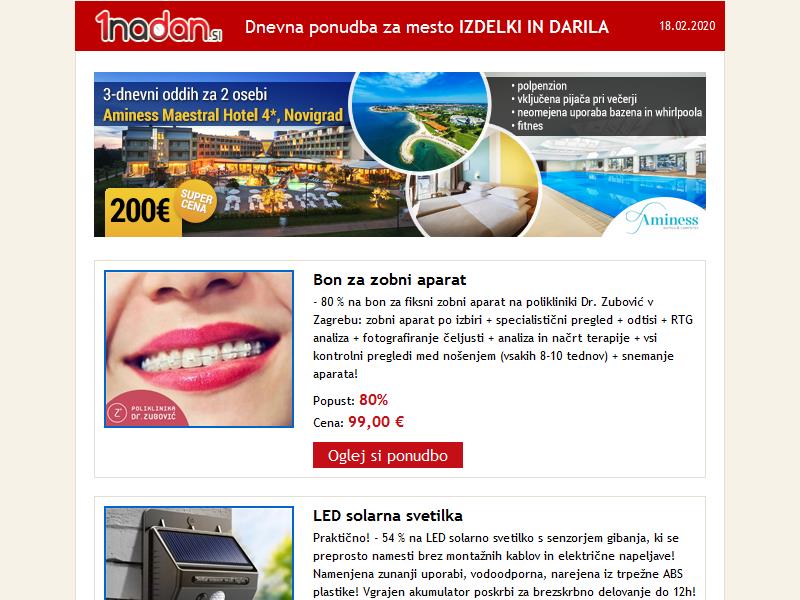 1nadan.si
Dnevna ponudba za mesto IZDELKI IN DARILA
18.02.2020
3-dnevni oddih za 2 osebi
Aminess Maestral Hotel 4*, Novigrad
• polpenzion
• vključena pijača pri večerji
• neomejena uporaba bazena in whirlpoola
• fitnes
200€
SUPER
CENA
Aminess
Bon za zobni aparat
- 80 % na bon za fiksni zobni aparat na polikliniki Dr. Zubović v
Zagrebu: zobni aparat po izbiri + specialistični pregled + odtisi + RTG
analiza + fotografiranje čeljusti + analiza in načrt terapije + vsi
kontrolni pregledi med nošenjem (vsakih 8-10 tednov) + snemanje
aparata!
POLIKLINIKA
DR. ZUBOVIĆ
Popust: 80%
Cena: 99,00 €
Oglej si ponudbo
LED solarna svetilka
Praktično! - 54 % na LED solarno svetilko s senzorjem gibanja, ki se
preprosto namesti brez montažnih kablov in električne napeljave!
Namenjena zunanji uporabi, vodoodporna, narejena iz trpežne ABS
plastike! Vgrajen akumulator poskrbi za brezskrbno delovanje do 12h!